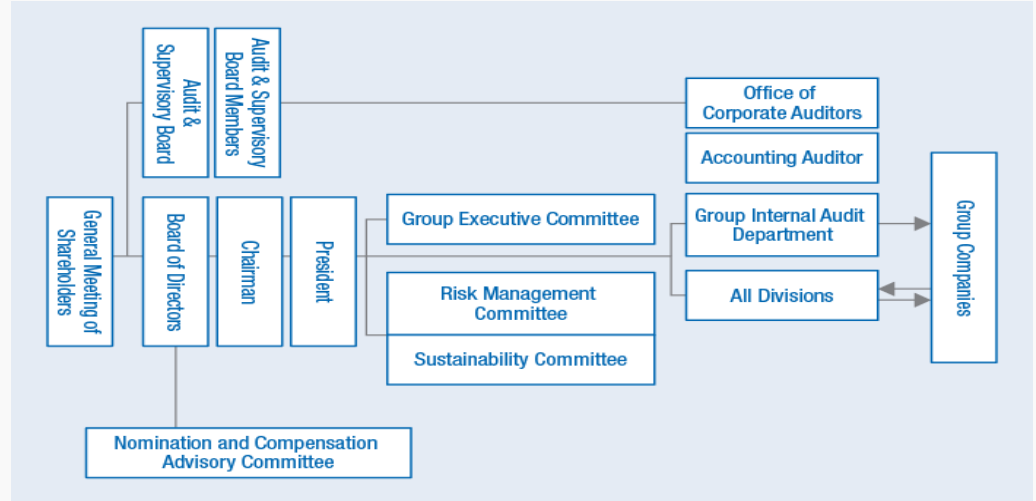 Audit &
Supervisory Board
Audit & Supervisory
Board Members
Office of
Corporate Auditors
Accounting Auditor
General Meeting of
Shareholders
Board of Directors
Chairman
President
Group Executive Committee
Risk Management
Committee
Sustainability Committee
Group Internal Audit
Department
All Divisions
Group Companies
Nomination and Compensation
Advisory Committee